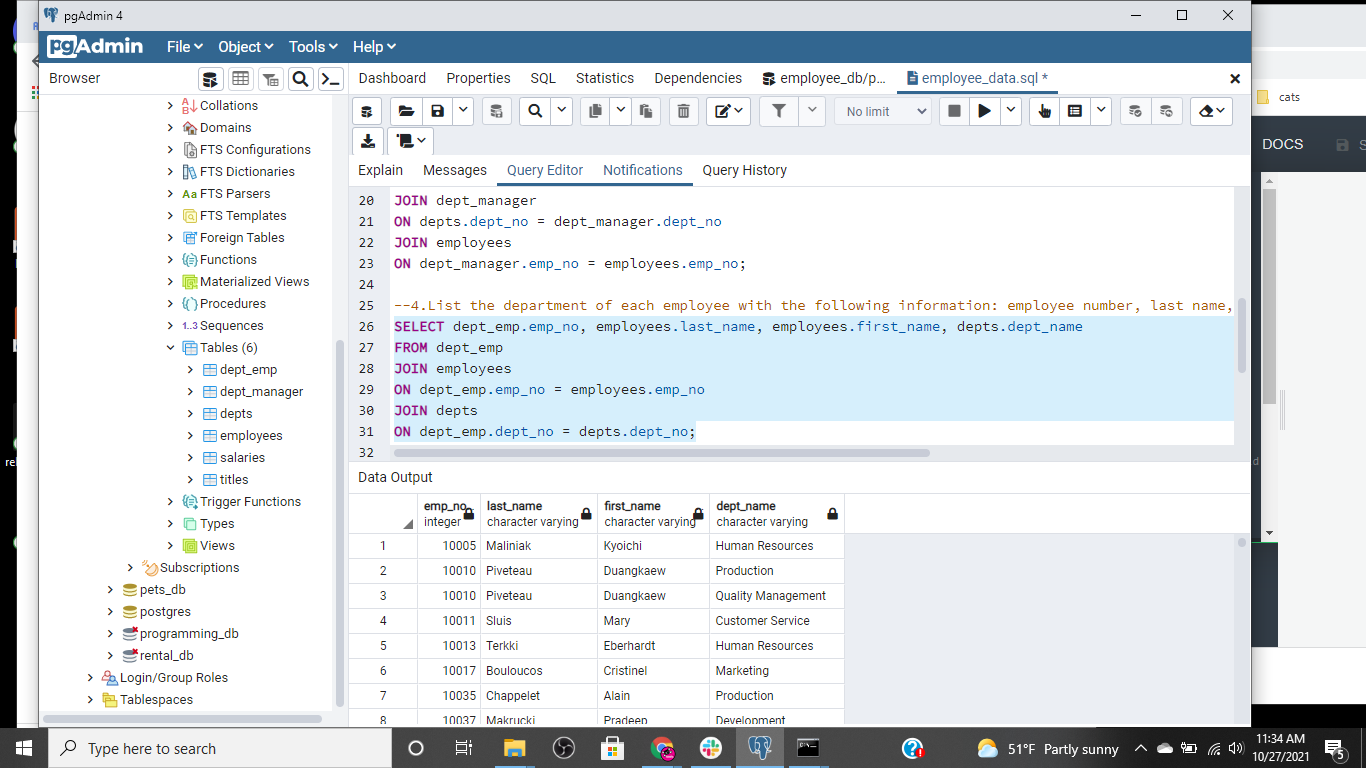 pgAdmin 4
pgAdmin File Object Tools Help
Browser
Dashboard Properties SQL Statistics Dependencies employee_db/p... employee_data.sql *
No limit
Explain Messages Query Editor Notifications Query History
Collations
Domains
FTS Configurations
FTS Dictionaries
Aa FTS Parsers
FTS Templates
Foreign Tables
Functions
Materialized Views
Procedures
1..3 Sequences
Tables (6)
dept_emp
dept_manager
depts
employees
salaries
titles
Trigger Functions
Types
Views
Subscriptions
pets_db
postgres
programming_db
rental_db
Login/Group Roles
Tablespaces
20 JOIN dept_manager
21 ON depts.dept_no = dept_manager.dept_no
22 JOIN employees
23 ON dept_manager.emp_no = employees.emp_no;
24
25 --4.List the department of each employee with the following information: employee number, last name,
26 SELECT dept_emp.emp_no, employees.last_name, employees.first_name, depts.dept_name
27 FROM dept_emp
28 JOIN employees
29 ON dept_emp.emp_no = employees.emp_no
30 JOIN depts
31 ON dept_emp.dept_no = depts.dept_no;
32
Data Output
emp_no last_name first_name dept_name
integer character varying character varying character varying
1 10005 Maliniak Kyoichi Human Resources
2 10010 Piveteau Duangkaew Production
3 10010 Piveteau Duangkaew Quality Management
4 10011 Sluis Mary Customer Service
5 10013 Terkki Eberhardt Human Resources
6 10017 Bouloucos Cristinel Marketing
7 10035 Chappelet Alain Production
8 10037 Makrucki Pradeep Development
cats
DOCS
Type here to search
51°F Partly sunny
11:34 AM
10/27/2021
5